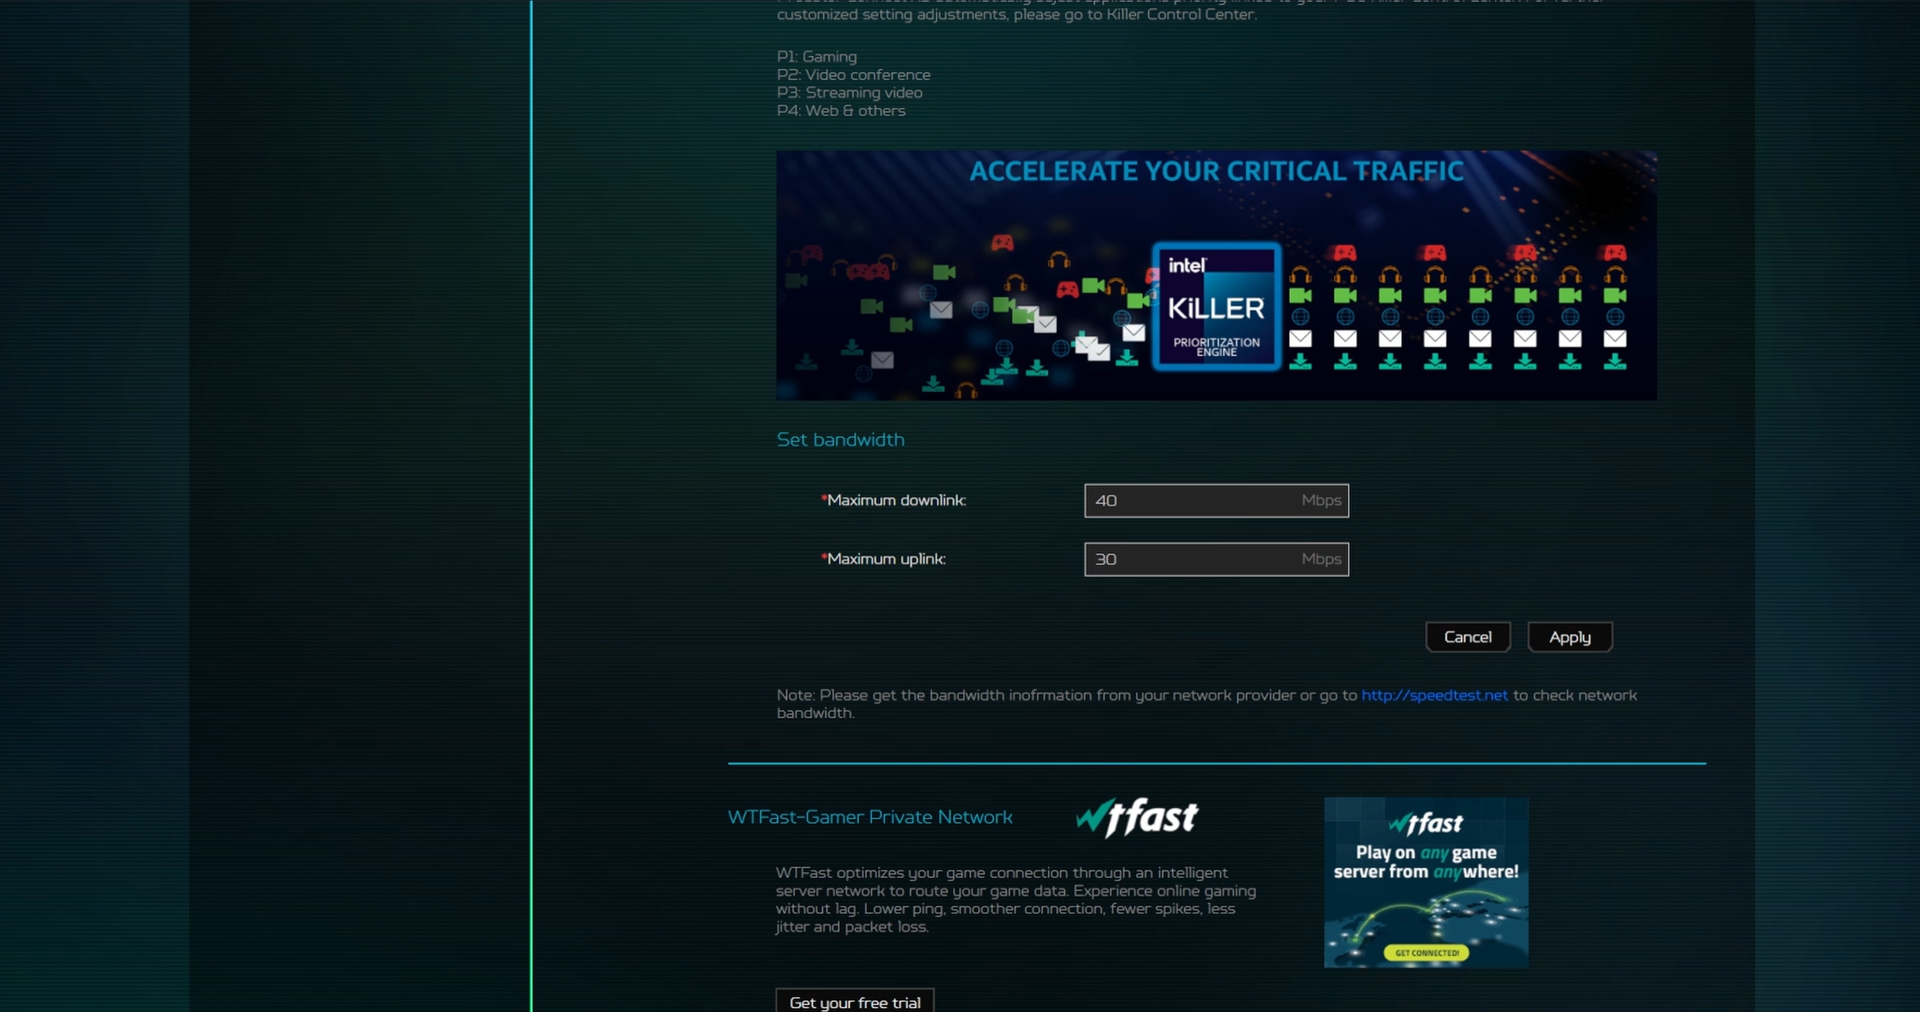 customized setting adjustments, please go to Killer Control Center.
P1: Gaming
P2: Video conference
P3: Streaming video
P4: Web & others
ACCELERATE YOUR CRITICAL TRAFFIC
intel
KiLLER
PRIORITIZATION
ENGINE
Set bandwidth
*Maximum downlink: 40 Mbps
*Maximum uplink: 30 Mbps
Cancel Apply
Note: Please get the bandwidth inofrmation from your network provider or go to http://speedtest.net to check network
bandwidth.
WTFast-Gamer Private Network
wtfast
WTFast optimizes your game connection through an intelligent
server network to route your game data. Experience online gaming
without lag. Lower ping, smoother connection, fewer spikes, less
jitter and packet loss.
Get your free trial
wtfast
Play on any game
server from anywhere!
GET CONNECTED!